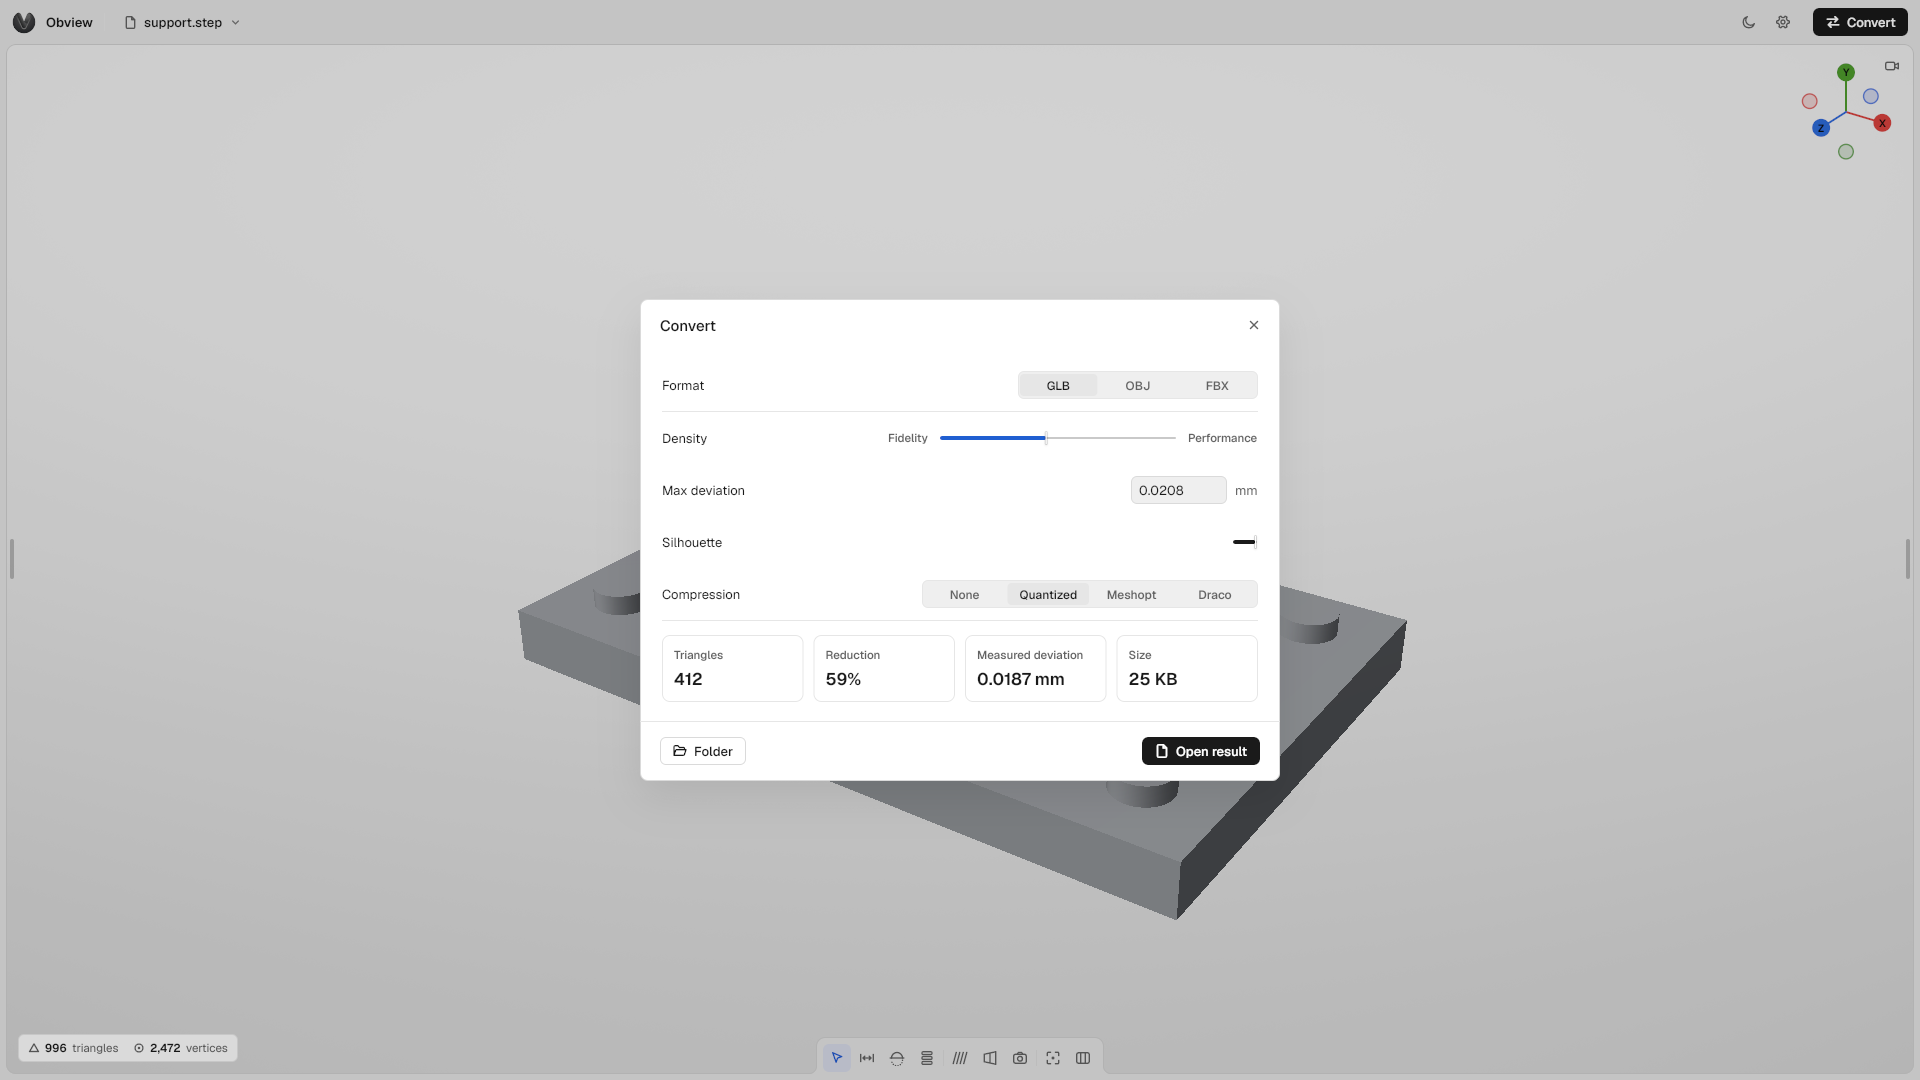 Obview
support.step
Convert
Y
X
Z
Convert
Format
GLB
OBJ
FBX
Density
Fidelity
Performance
Max deviation
0.0208
mm
Silhouette
Compression
None
Quantized
Meshopt
Draco
Triangles
412
Reduction
59%
Measured deviation
0.0187 mm
Size
25 KB
Folder
Open result
996 triangles
2,472 vertices